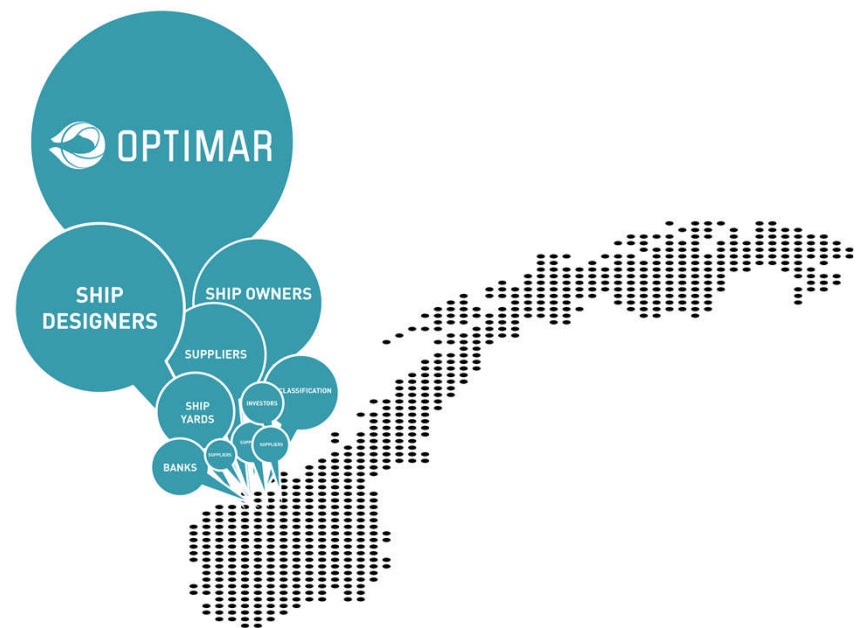 OPTIMAR
SHIP
DESIGNERS
SHIP OWNERS
SUPPLIERS
CLASSIFICATION
INVESTORS
SHIP
YARDS
SUPPLIERS
SUPPLIERS
BANKS